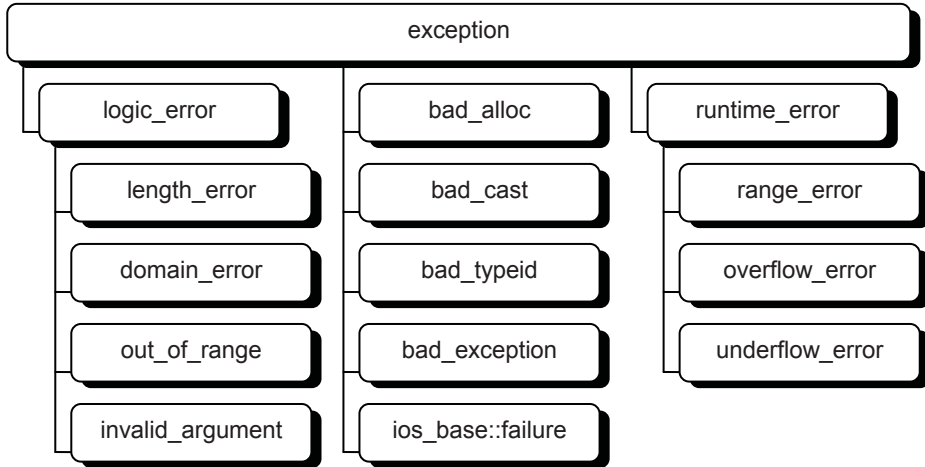 exception
logic_error
bad_alloc
runtime_error
length_error
bad_cast
range_error
domain_error
bad_typeid
overflow_error
out_of_range
bad_exception
underflow_error
invalid_argument
ios_base::failure